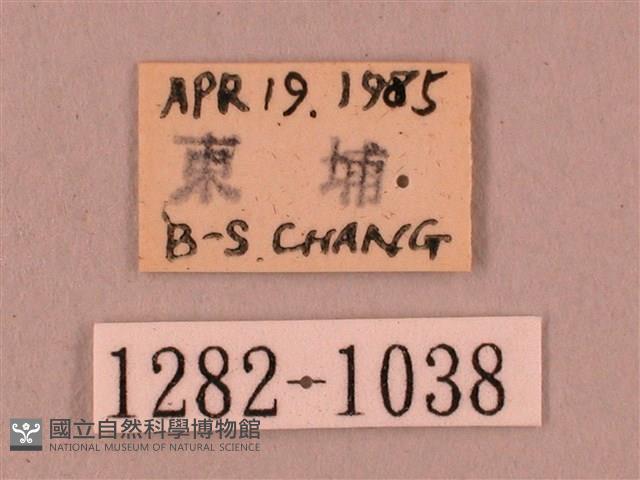 APR 19. 1985
東 埔
B-S. CHANG
1282-1038
國立自然科學博物館
NATIONAL MUSEUM OF NATURAL SCIENCE